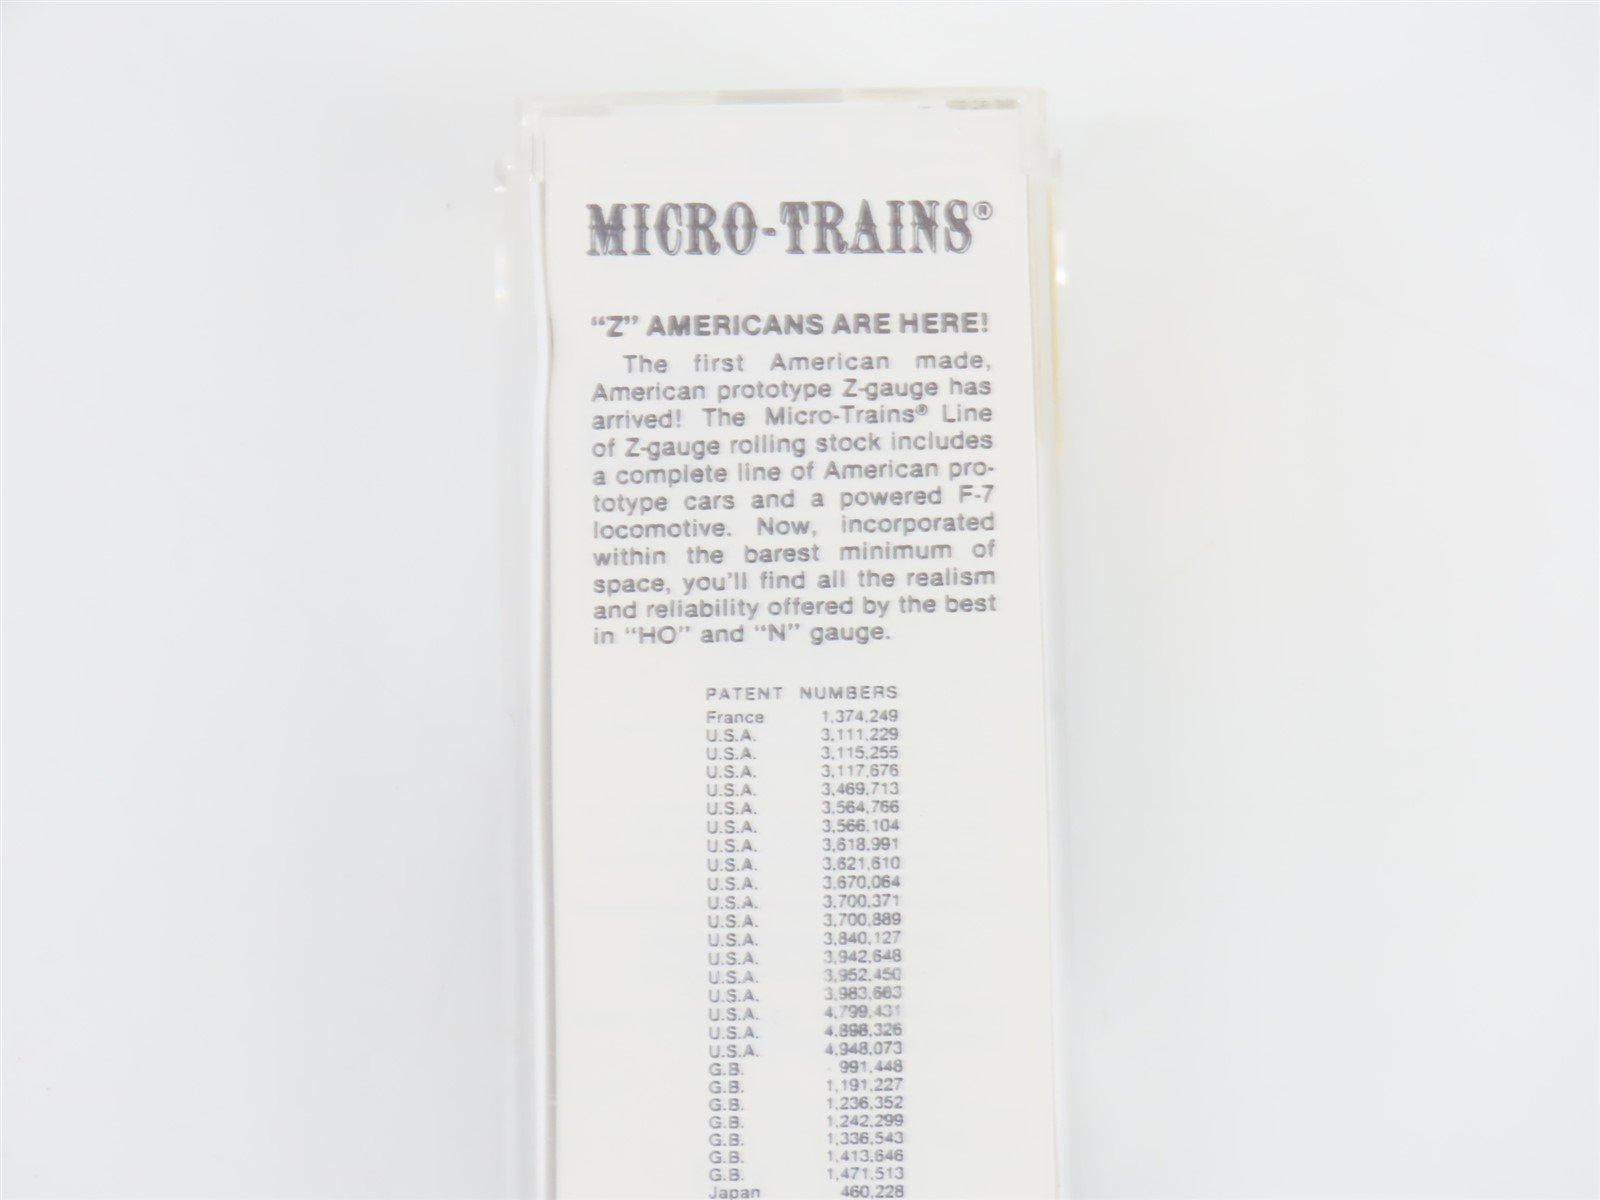 MICRO-TRAINS®
“Z” AMERICANS ARE HERE!
The first American made,
American prototype Z-gauge has
arrived! The Micro-Trains® Line
of Z-gauge rolling stock includes
a complete line of American pro-
totype cars and a powered F-7
locomotive. Now, incorporated
within the barest minimum of
space, you'll find all the realism
and reliability offered by the best
in “HO” and “N” gauge.
PATENT NUMBERS
France 1,374,249
U.S.A. 3,111,229
U.S.A. 3,115,255
U.S.A. 3,117,676
U.S.A. 3,469,713
U.S.A. 3,564,766
U.S.A. 3,566,104
U.S.A. 3,618,991
U.S.A. 3,621,610
U.S.A. 3,670,064
U.S.A. 3,700,371
U.S.A. 3,700,889
U.S.A. 3,840,127
U.S.A. 3,942,648
U.S.A. 3,952,450
U.S.A. 3,983,663
U.S.A. 4,799,431
U.S.A. 4,898,326
U.S.A. 4,948,073
G.B. 991,448
G.B. 1,191,227
G.B. 1,236,352
G.B. 1,242,299
G.B. 1,336,543
G.B. 1,413,646
G.B. 1,471,513
Japan 460,228